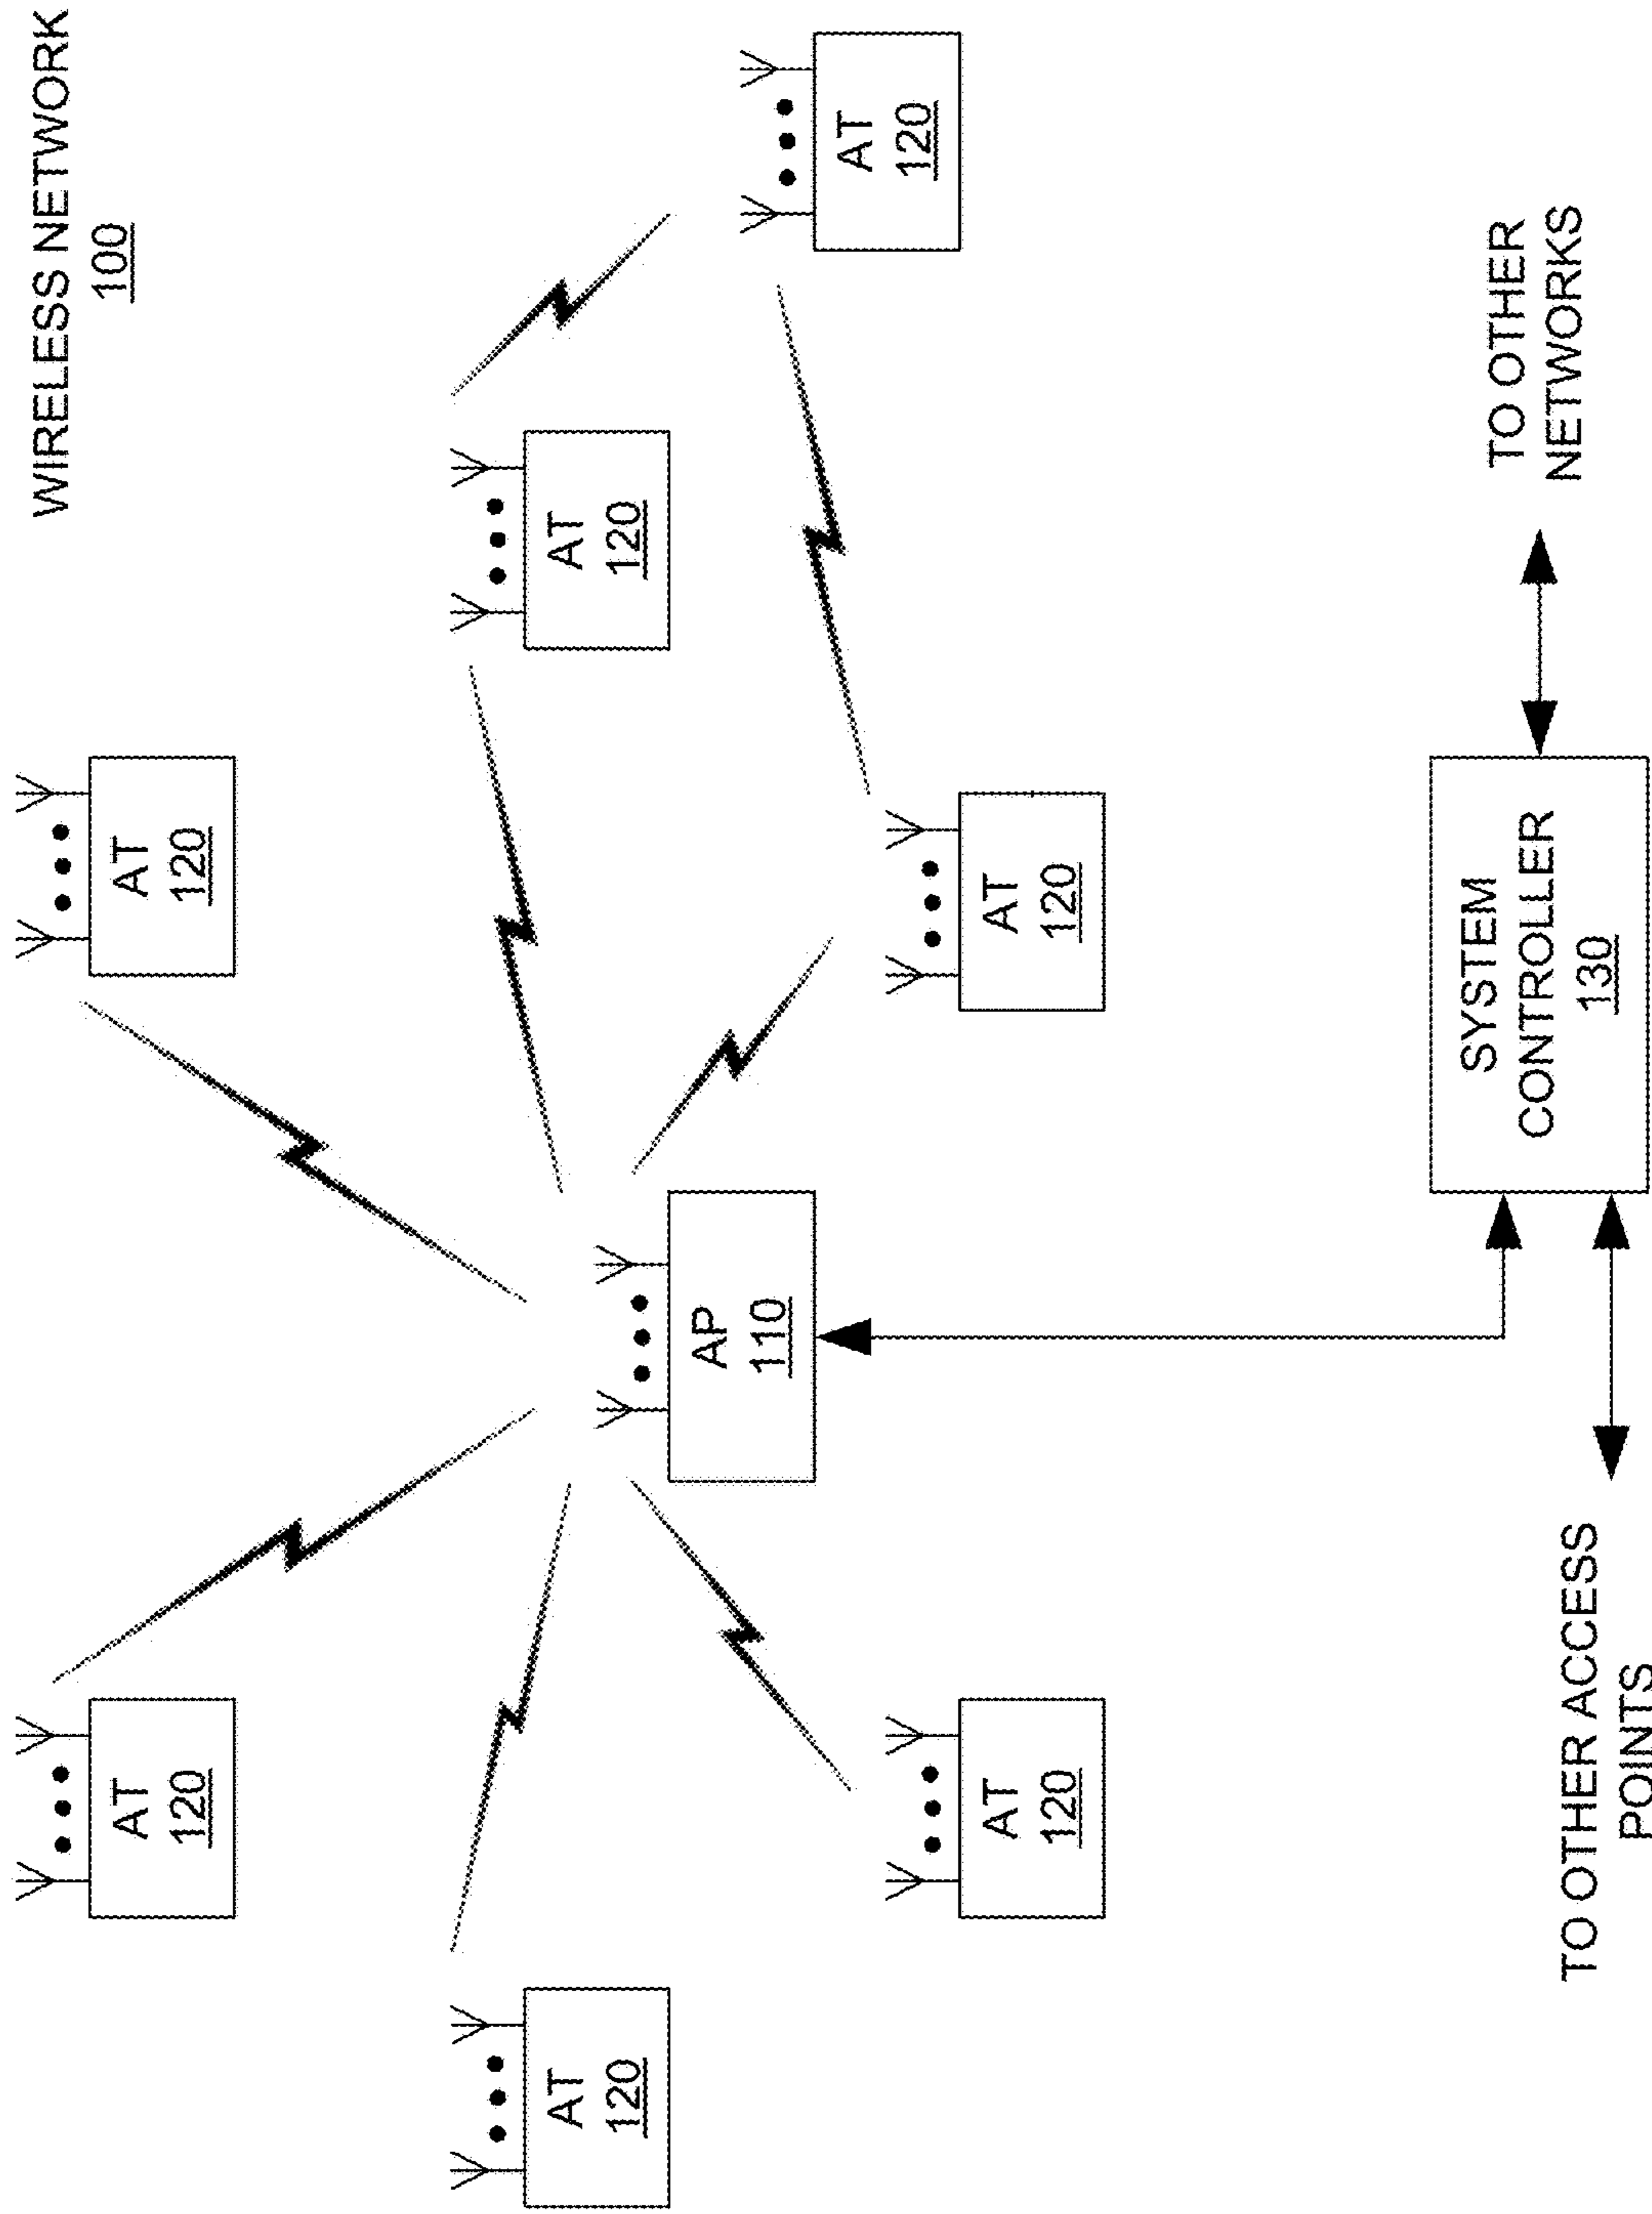 WIRELESS NETWORK
100
AT
120
AT
120
AT
120
AT
120
AP
110
AT
120
AT
120
AT
120
SYSTEM
CONTROLLER
130
TO OTHER
NETWORKS
TO OTHER ACCESS
POINTS